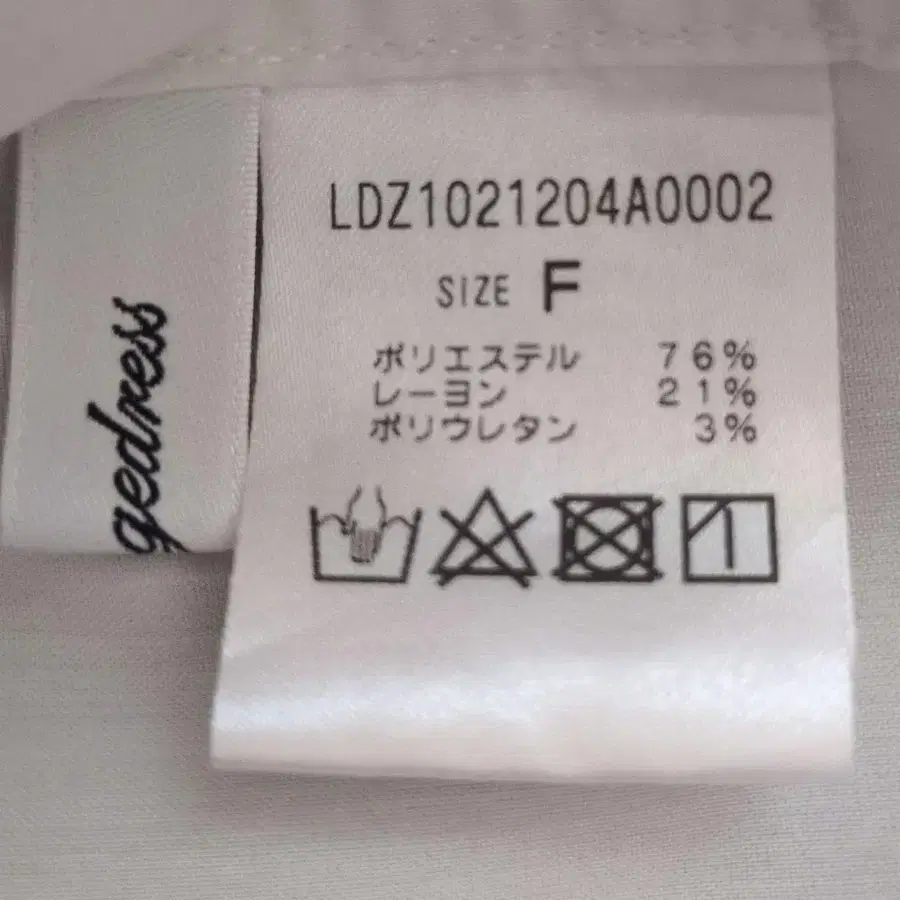 gedress
LDZ1021204A0002
SIZE F
ポリエステル 76%
レーヨン 21%
ポリウレタン 3%